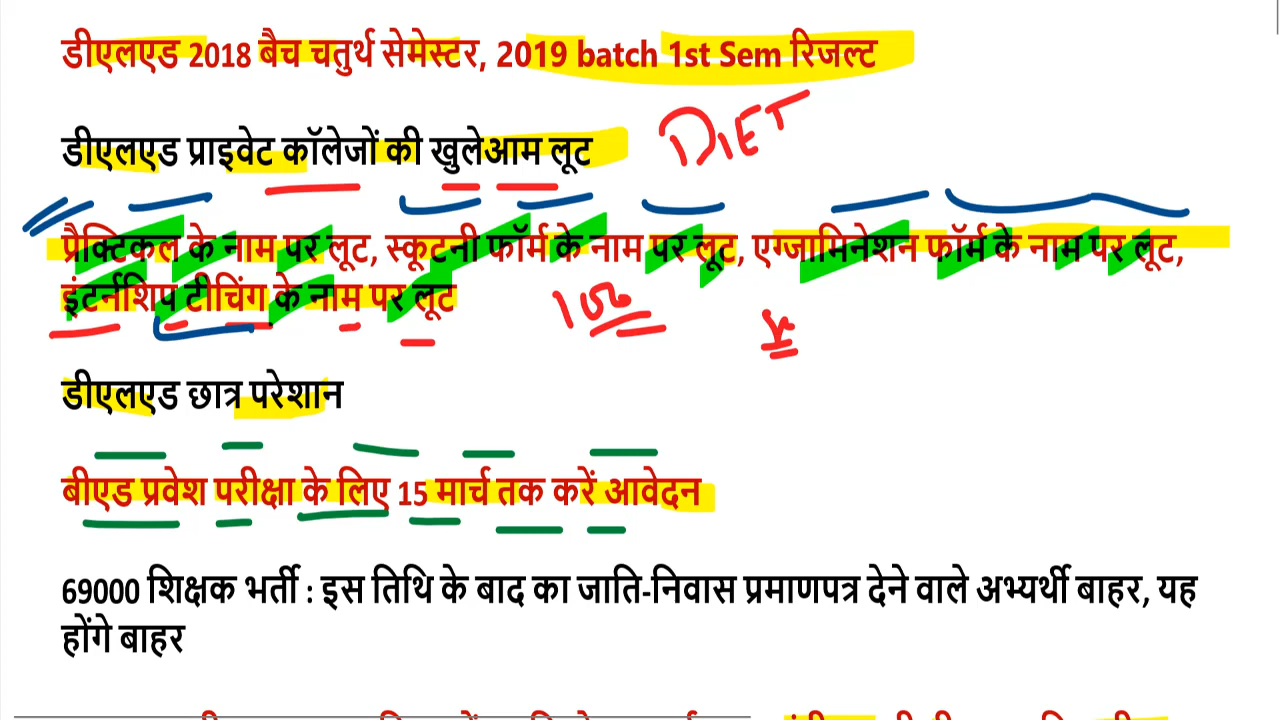 डीएलएड 2018 बैच चतुर्थ सेमेस्टर, 2019 batch 1st Sem रिजल्ट
डीएलएड प्राइवेट कॉलेजों की खुलेआम लूट
DIET
प्रैक्टिकल के नाम पर लूट, स्कूटनी फॉर्म के नाम पर लूट, एग्जामिनेशन फॉर्म के नाम पर लूट,
इंटर्नशिप टीचिंग के नाम पर लूट
डीएलएड छात्र परेशान
बीएड प्रवेश परीक्षा के लिए 15 मार्च तक करें आवेदन
69000 शिक्षक भर्ती : इस तिथि के बाद का जाति-निवास प्रमाणपत्र देने वाले अभ्यर्थी बाहर, यह
होंगे बाहर